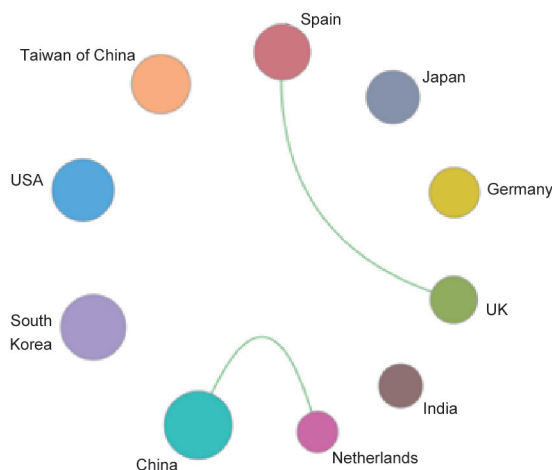 Spain
Taiwan of China
Japan
USA
Germany
UK
South
Korea
India
China
Netherlands